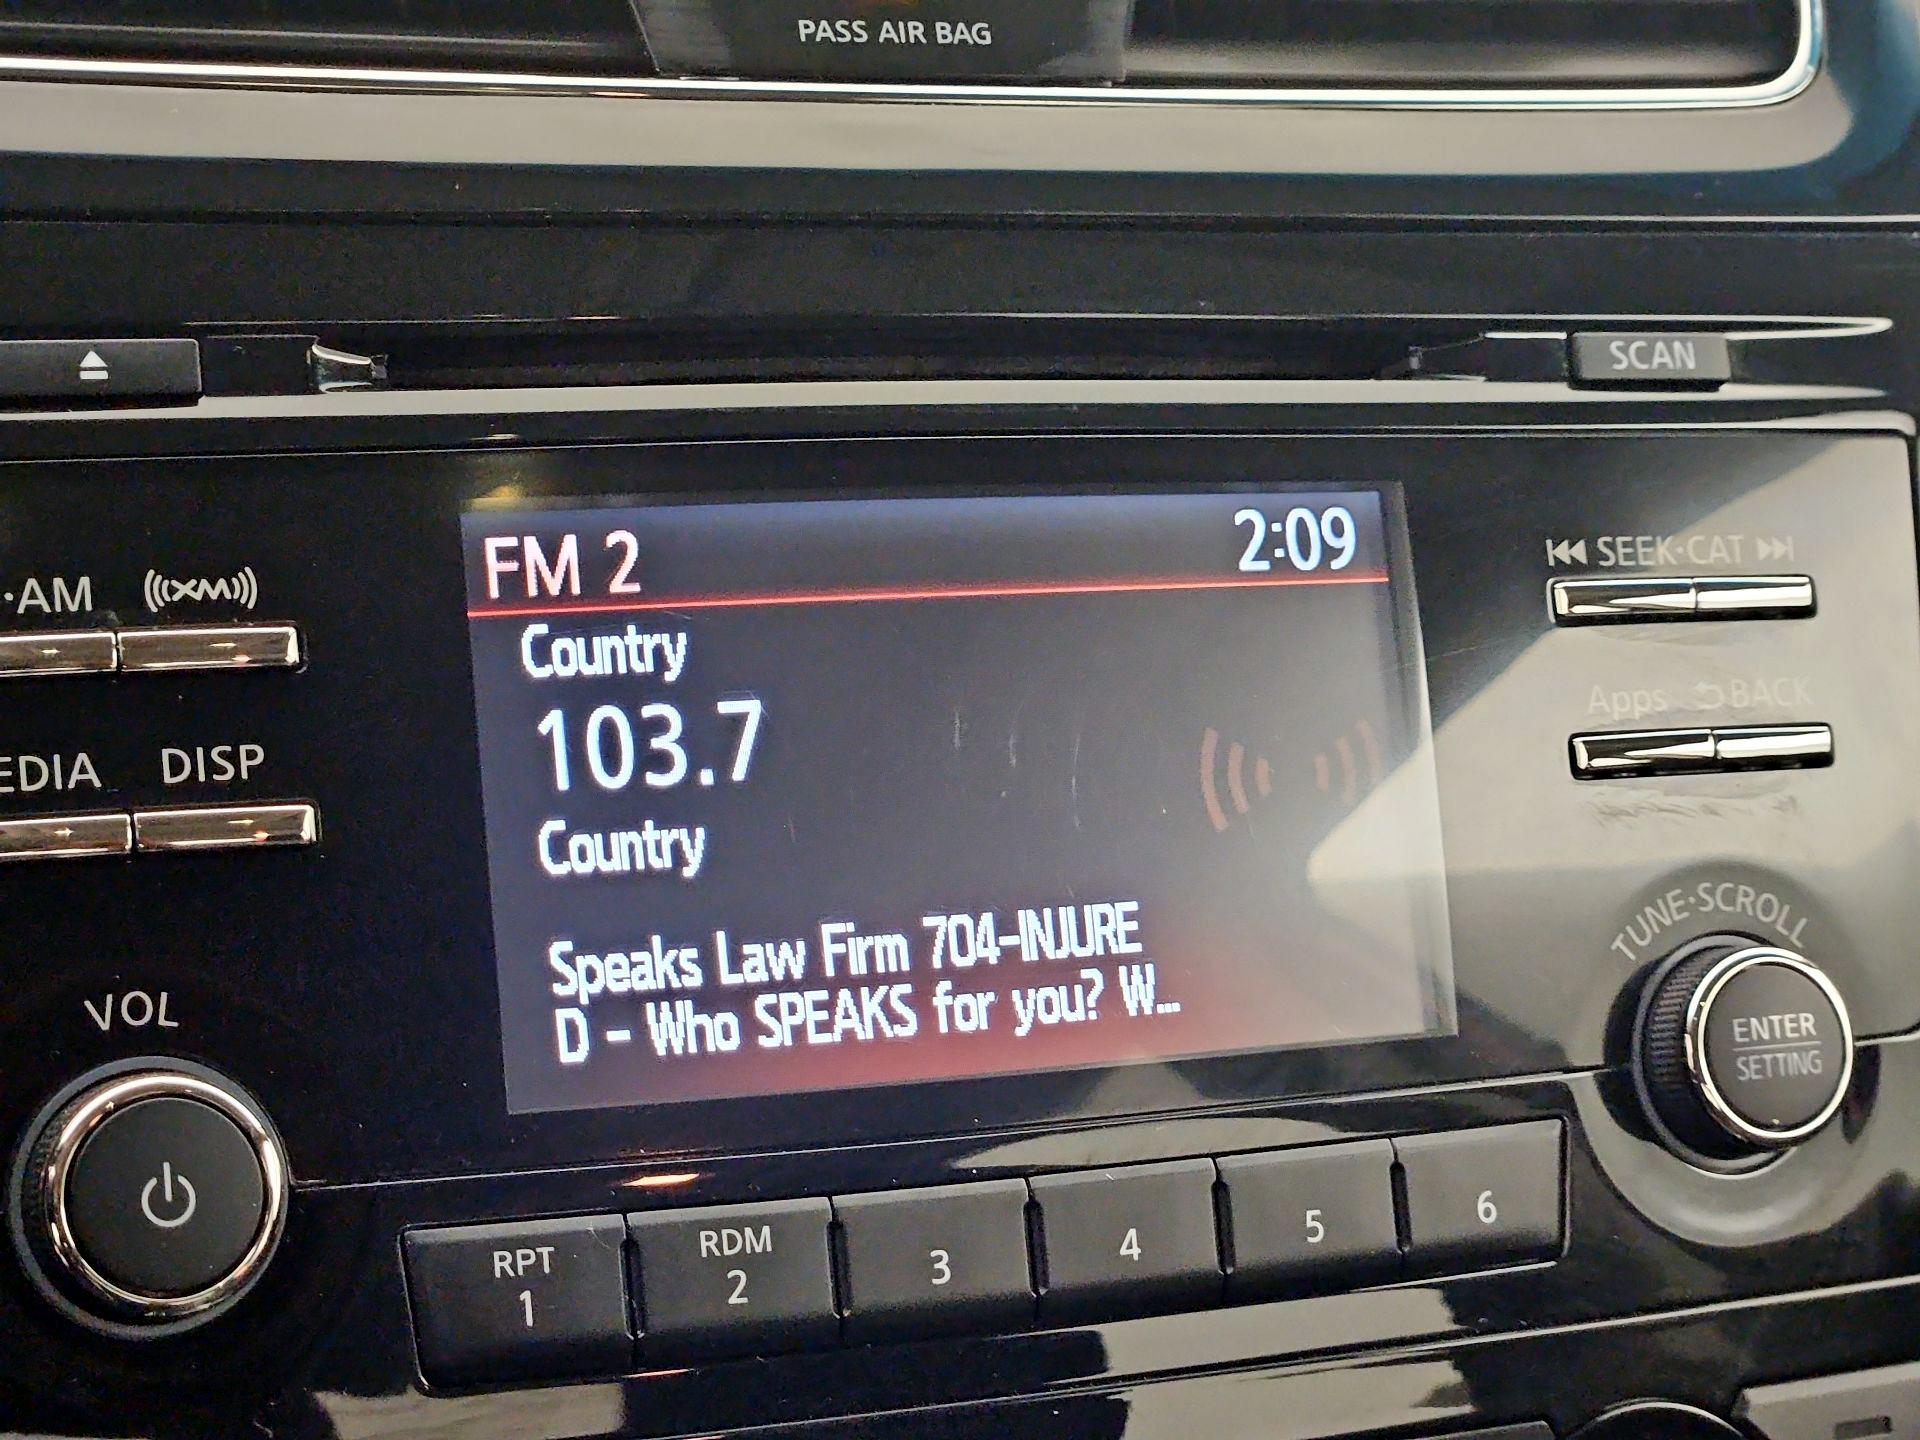 PASS AIR BAG
SCAN
FM 2 2:09
·AM XM
SEEK·CAT
Country
103.7
Apps BACK
EDIA DISP
Country
TUNE·SCROLL
Speaks Law Firm 704-INJURE
D - Who SPEAKS for you? W...
VOL
ENTER
SETTING
RPT
1
RDM
2
3
4
5
6